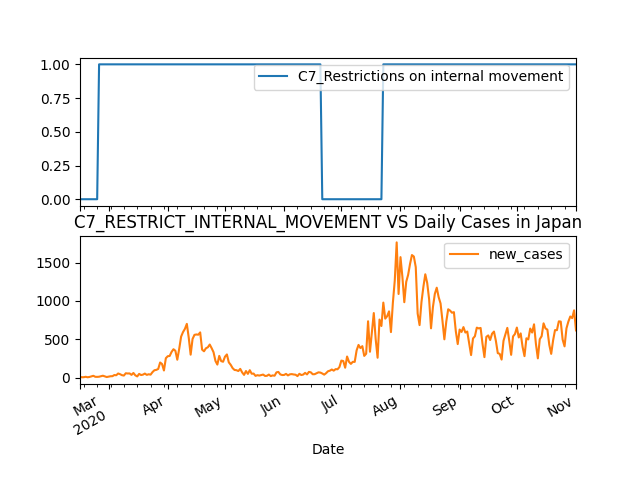 1.00
0.75
0.50
0.25
0.00
C7_Restrictions on internal movement
C7_RESTRICT_INTERNAL_MOVEMENT VS Daily Cases in Japan
1500
1000
500
0
new_cases
Mar
2020
Apr
May
Jun
Jul
Aug
Sep
Oct
Nov
Date